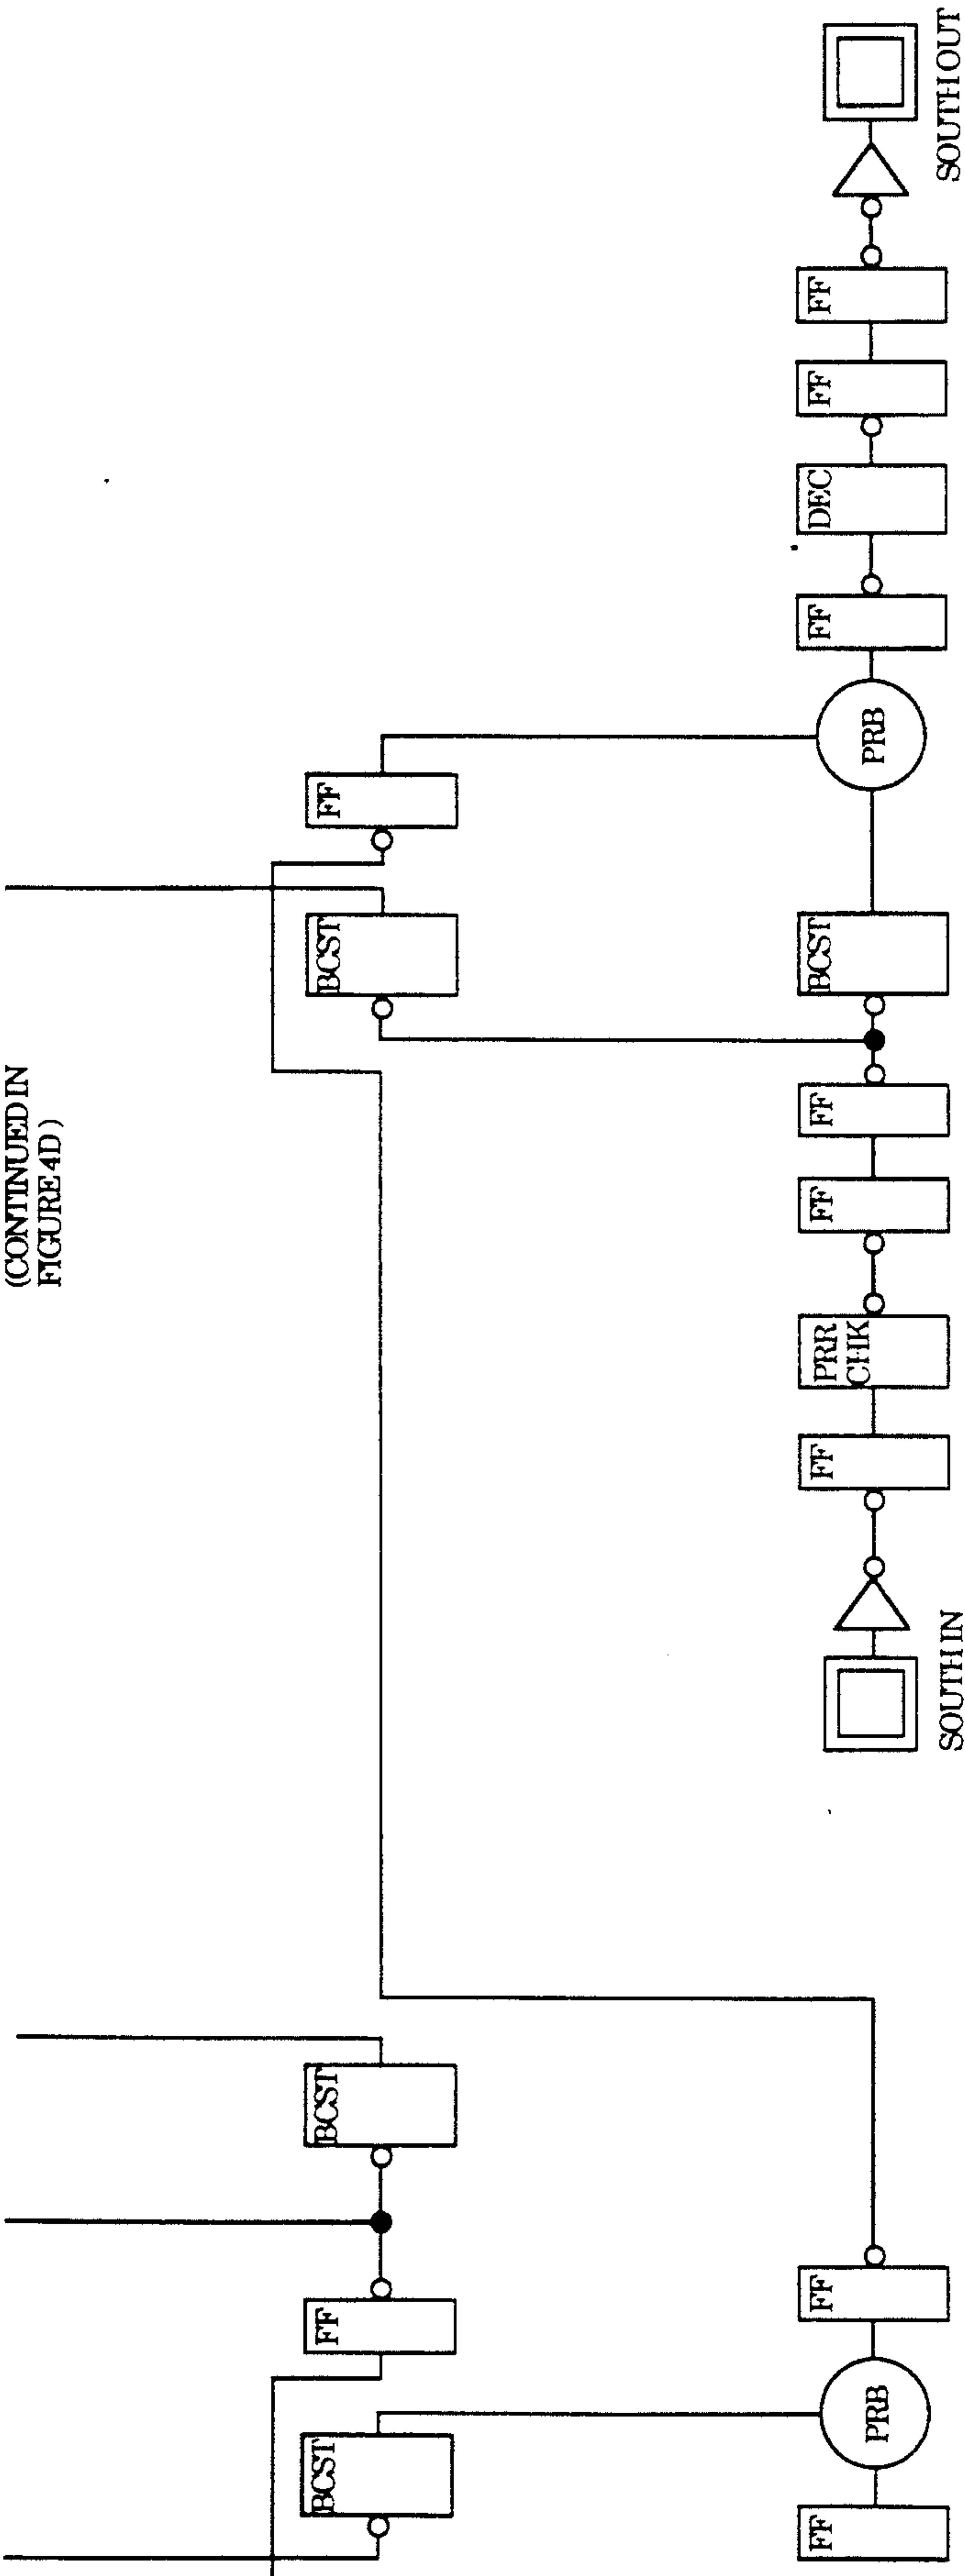 (CONTINUED IN
FIGURE 4D)
BCST
FF
BCST
BCST
FF
FF
PRB
FF
FF
PRR
CHK
FF
FF
BCST
PRB
FF
DEC
FF
FF
SOUTH IN
SOUTH OUT